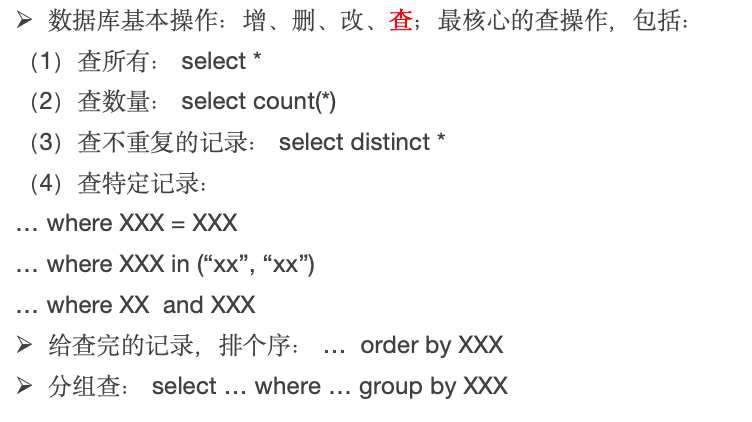 ➢ 数据库基本操作：增、删、改、查；最核心的查操作，包括：
（1）查所有： select *
（2）查数量： select count(*)
（3）查不重复的记录： select distinct *
（4）查特定记录：
… where XXX = XXX
… where XXX in (“xx”, “xx”)
… where XX  and XXX
➢ 给查完的记录，排个序： …  order by XXX
➢ 分组查： select … where … group by XXX